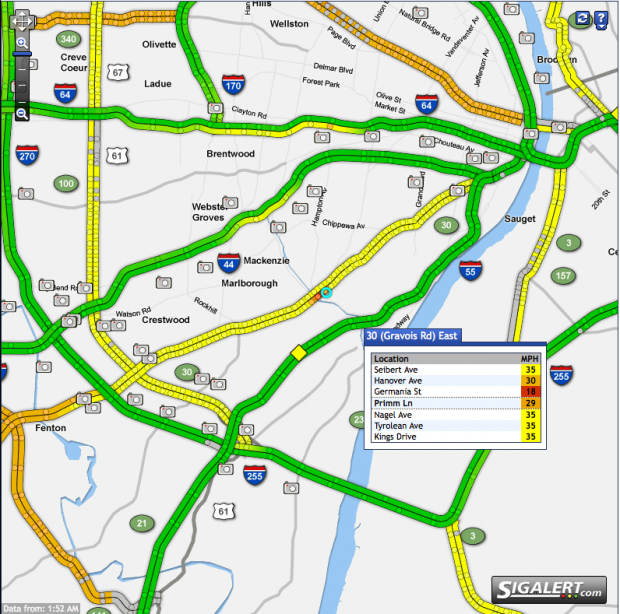 Hills
Wellston
Natural Bridge Rd
Vandeventer Av
340
Olivette
Page Blvd
Creve
Coeur
67
Jefferson Av
Delmar Blvd
Ladue
170
Forest Park
64
Olive St
64
Market St
Clayton Rd
Chouteau Av
270
61
Brentwood
100
Hampton Av
20th St
Webster
Groves
Chippewa Av
30
Sauget
3
44
Mackenzie
55
157
Marlborough
Rockhill
Watson Rd
Crestwood
30 (Gravois Rd) East
Location MPH
Seibert Ave 35
Hanover Ave 30
Germania St 18
Primm Ln 29
Nagel Ave 35
Tyrolean Ave 35
Kings Drive 35
30
255
Fenton
255
61
21
3
SIGALERT.com
Data from: 1:52 AM